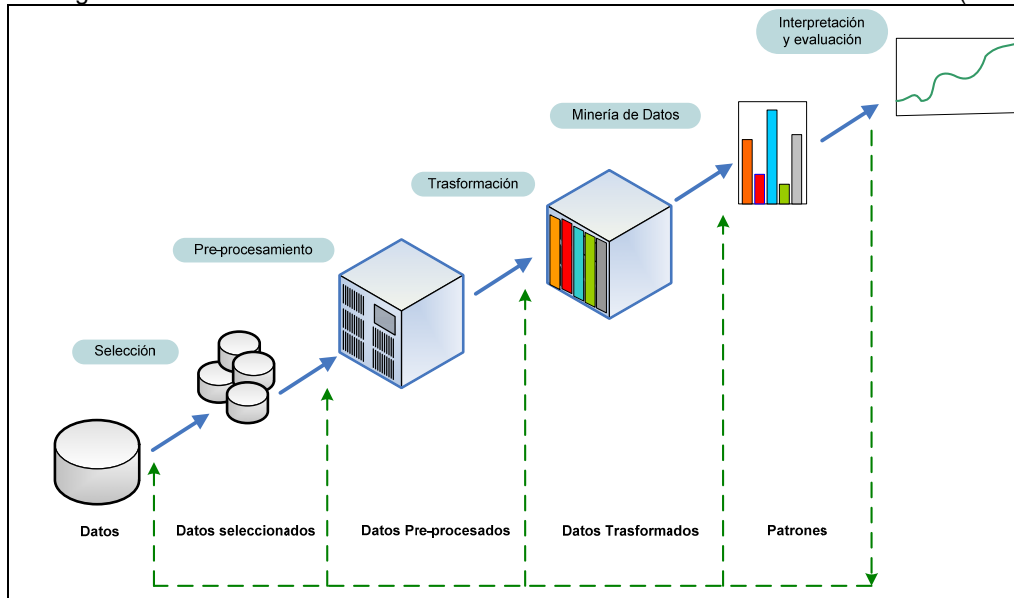 Interpretación
y evaluación
Minería de Datos
Trasformación
Pre-procesamiento
Selección
Datos
Datos seleccionados
Datos Pre-procesados
Datos Trasformados
Patrones